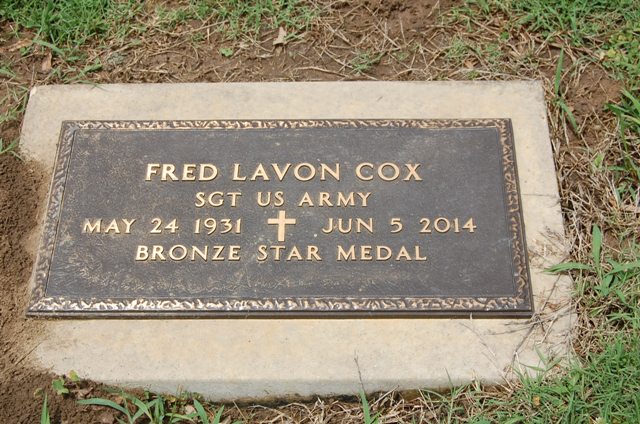 FRED LAVON COX
SGT US ARMY
MAY 24 1931 JUN 5 2014
BRONZE STAR MEDAL